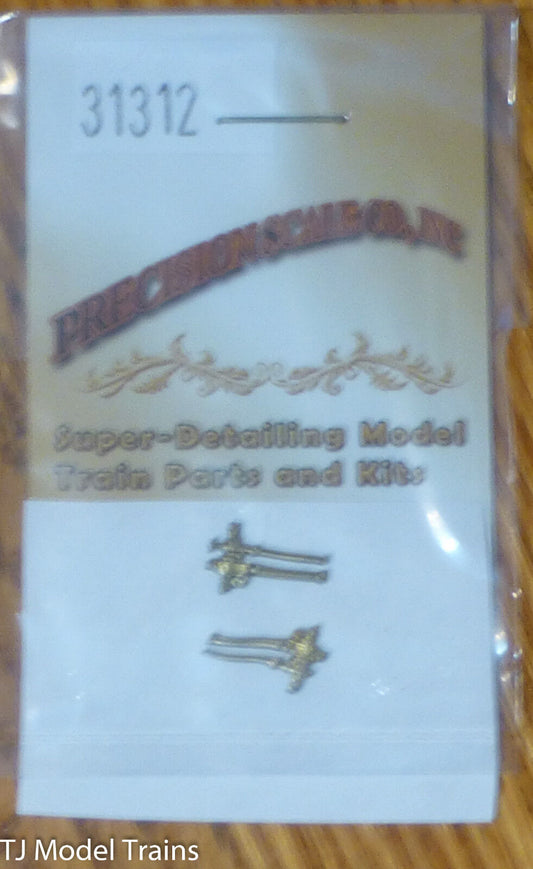 31312
PRECISION SCALE CO., INC
Super-Detailing Model
Train Parts and Kits
TJ Model Trains